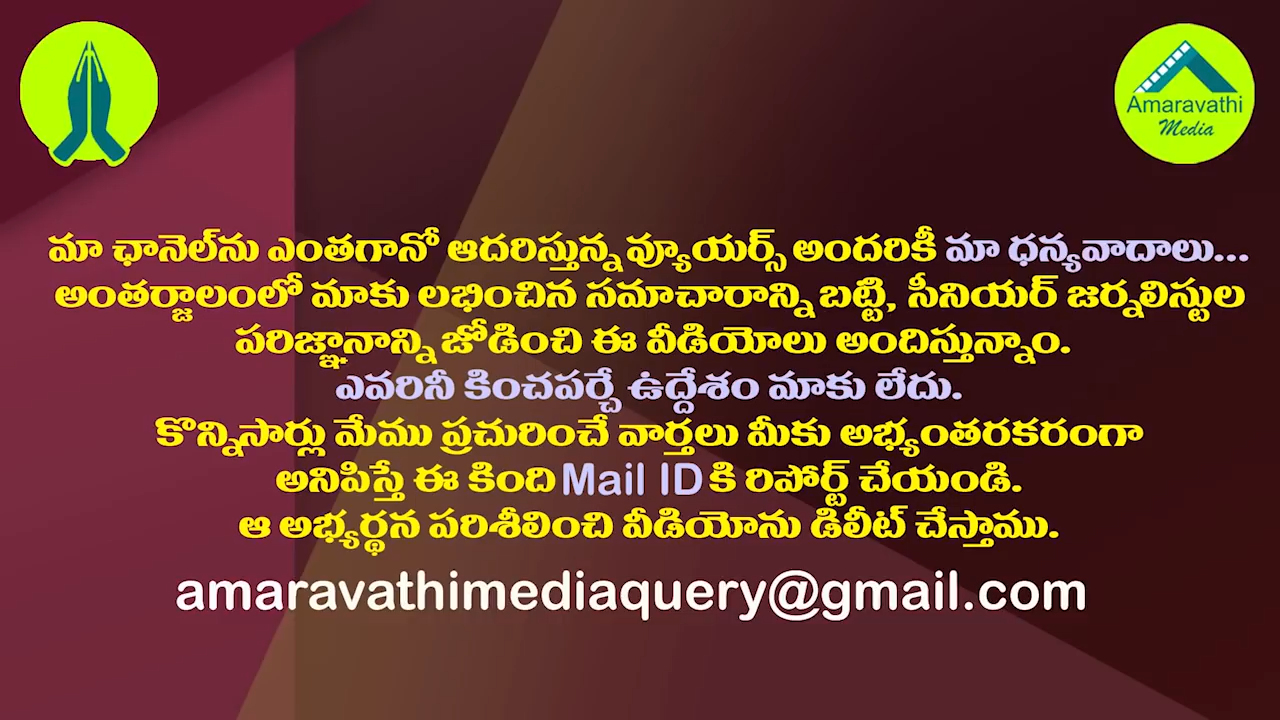 Amaravathi
Media
మా ఛానెల్‌ను ఎంతగానో ఆదరిస్తున్న వ్యూయర్స్ అందరికీ మా ధన్యవాదాలు...
అంతర్జాలంలో మాకు లభించిన సమాచారాన్ని బట్టి, సీనియర్ జర్నలిస్టుల
పరిజ్ఞానాన్ని జోడించి ఈ వీడియోలు అందిస్తున్నాం.
ఎవరినీ కించపర్చే ఉద్దేశం మాకు లేదు.
కొన్నిసార్లు మేము ప్రచురించే వార్తలు మీకు అభ్యంతరకరంగా
అనిపిస్తే ఈ కింది Mail ID కి రిపోర్ట్ చేయండి.
ఆ అభ్యర్థన పరిశీలించి వీడియోను డిలీట్ చేస్తాము.
amaravathimediaquery@gmail.com